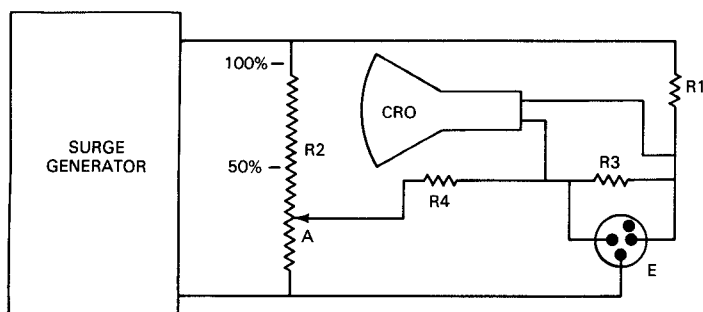 SURGE
GENERATOR
100%
50%
R2
A
CRO
R4
R3
R1
E